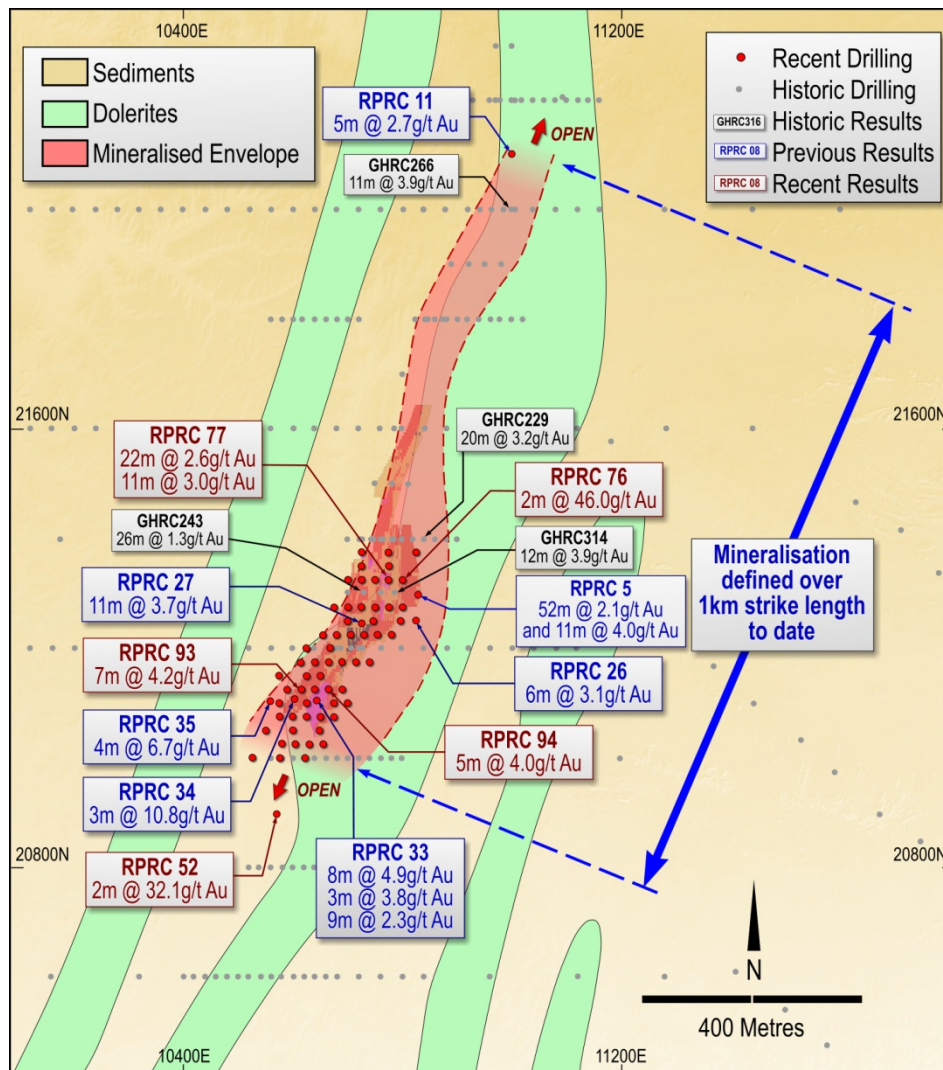 10400E
11200E
Sediments
Dolerites
Mineralised Envelope
Recent Drilling
Historic Drilling
GHRC316 Historic Results
RPRC 08 Previous Results
RPRC 08 Recent Results
RPRC 11
5m @ 2.7g/t Au
OPEN
GHRC266
11m @ 3.9g/t Au
21600N
21600N
GHRC229
20m @ 3.2g/t Au
RPRC 77
22m @ 2.6g/t Au
11m @ 3.0g/t Au
RPRC 76
2m @ 46.0g/t Au
GHRC243
26m @ 1.3g/t Au
GHRC314
12m @ 3.9g/t Au
Mineralisation
defined over
1km strike length
to date
RPRC 27
11m @ 3.7g/t Au
RPRC 5
52m @ 2.1g/t Au
and 11m @ 4.0g/t Au
RPRC 93
7m @ 4.2g/t Au
RPRC 26
6m @ 3.1g/t Au
RPRC 35
4m @ 6.7g/t Au
RPRC 94
5m @ 4.0g/t Au
RPRC 34
3m @ 10.8g/t Au
OPEN
RPRC 33
8m @ 4.9g/t Au
3m @ 3.8g/t Au
9m @ 2.3g/t Au
RPRC 52
2m @ 32.1g/t Au
20800N
20800N
N
400 Metres
10400E
11200E